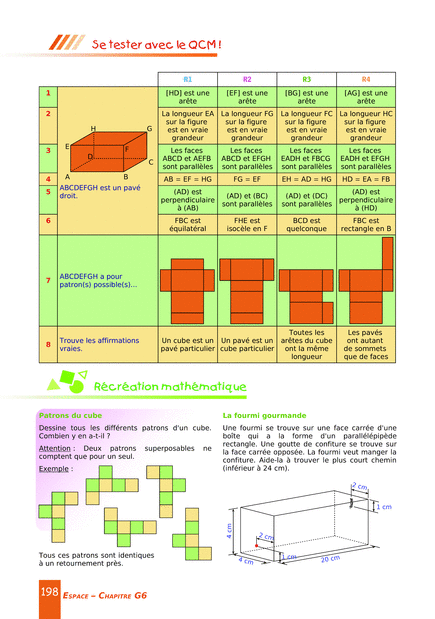 Se tester avec le QCM !
R1 R2 R3 R4
1 [HD] est une arête [EF] est une arête [BG] est une arête [AG] est une arête
2 La longueur EA sur la figure est en vraie grandeur La longueur FG sur la figure est en vraie grandeur La longueur FC sur la figure est en vraie grandeur La longueur HC sur la figure est en vraie grandeur
H G
E F
D C
A B
3 Les faces ABCD et AEFB sont parallèles Les faces ABCD et EFGH sont parallèles Les faces EADH et FBCG sont parallèles Les faces EADH et EFGH sont parallèles
4 AB = EF = HG FG = EF EH = AD = HG HD = EA = FB
ABCDEFGH est un pavé
droit.
5 (AD) est perpendiculaire à (AB) (AD) et (BC) sont parallèles (AD) et (DC) sont parallèles (AD) est perpendiculaire à (HD)
6 FBC est équilatéral FHE est isocèle en F BCD est quelconque FBC est rectangle en B
7 ABCDEFGH a pour
patron(s) possible(s)...
8 Trouve les affirmations
vraies.
Un cube est un pavé particulier Un pavé est un cube particulier Toutes les arêtes du cube ont la même longueur Les pavés ont autant de sommets que de faces
Récréation mathématique
Patrons du cube
Dessine tous les différents patrons d'un cube.
Combien y en a-t-il ?
Attention : Deux patrons superposables ne
comptent que pour un seul.
Exemple :
Tous ces patrons sont identiques
à un retournement près.
La fourmi gourmande
Une fourmi se trouve sur une face carrée d'une
boîte qui a la forme d'un parallélépipède
rectangle. Une goutte de confiture se trouve sur
la face carrée opposée. La fourmi veut manger la
confiture. Aide-la à trouver le plus court chemin
(inférieur à 24 cm).
2 cm
1 cm
4 cm
2 cm
1 cm
4 cm
20 cm
198 ESPACE – CHAPITRE G6